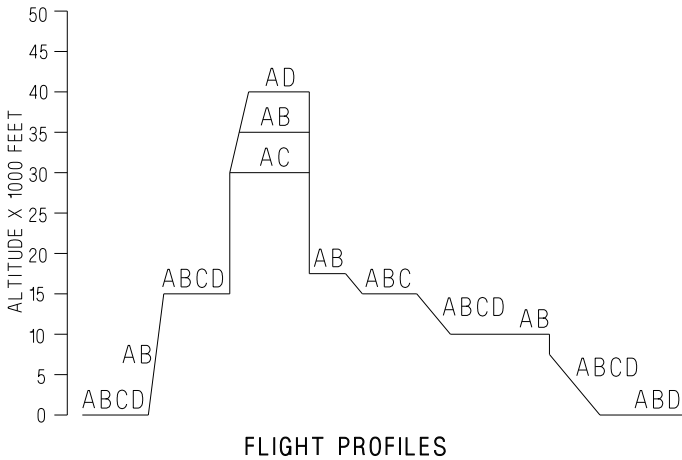 50
45
40
35
30
25
20
15
10
5
0
ALTITUDE X 1000 FEET
AD
AB
AC
AB
ABCD
ABC
ABCD
AB
AB
ABCD
ABCD
ABD
FLIGHT PROFILES